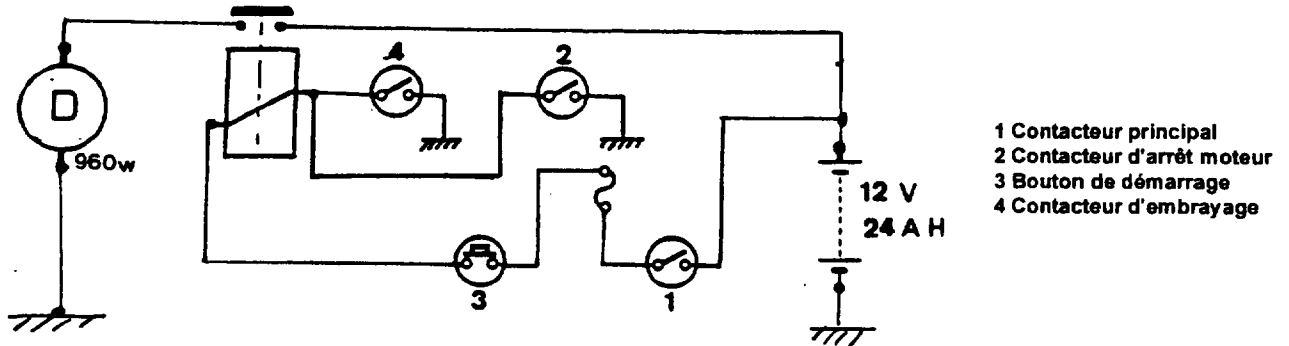 4
2
D
960w
12 V
24 A H
3
1
1 Contacteur principal
2 Contacteur d'arrêt moteur
3 Bouton de démarrage
4 Contacteur d'embrayage